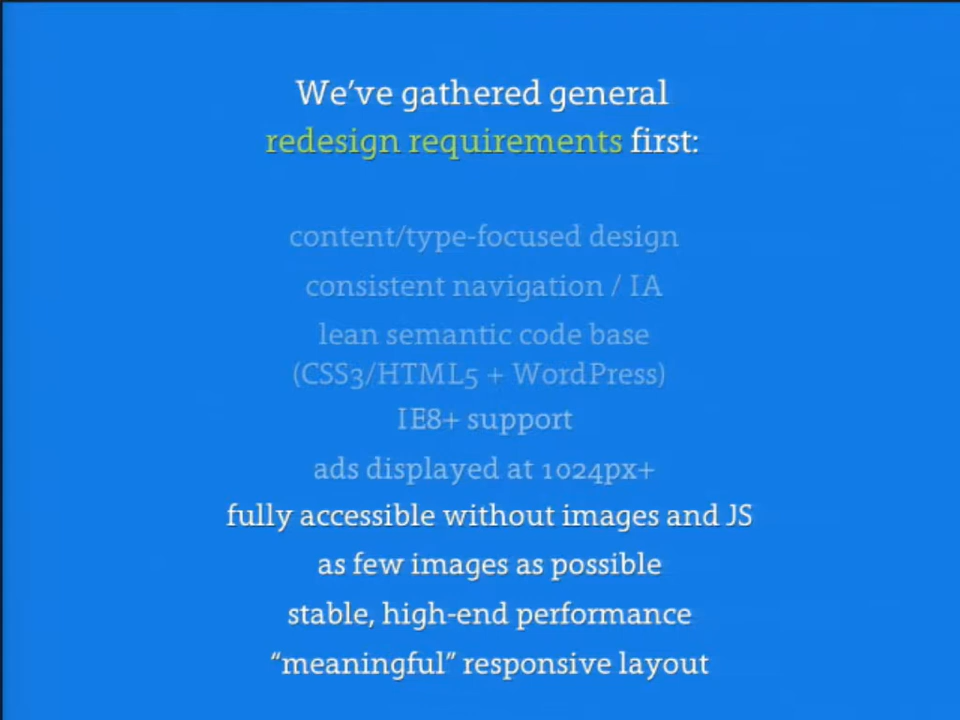 We’ve gathered general
redesign requirements first:
content/type-focused design
consistent navigation / IA
lean semantic code base
(CSS3/HTML5 + WordPress)
IE8+ support
ads displayed at 1024px+
fully accessible without images and JS
as few images as possible
stable, high-end performance
“meaningful” responsive layout